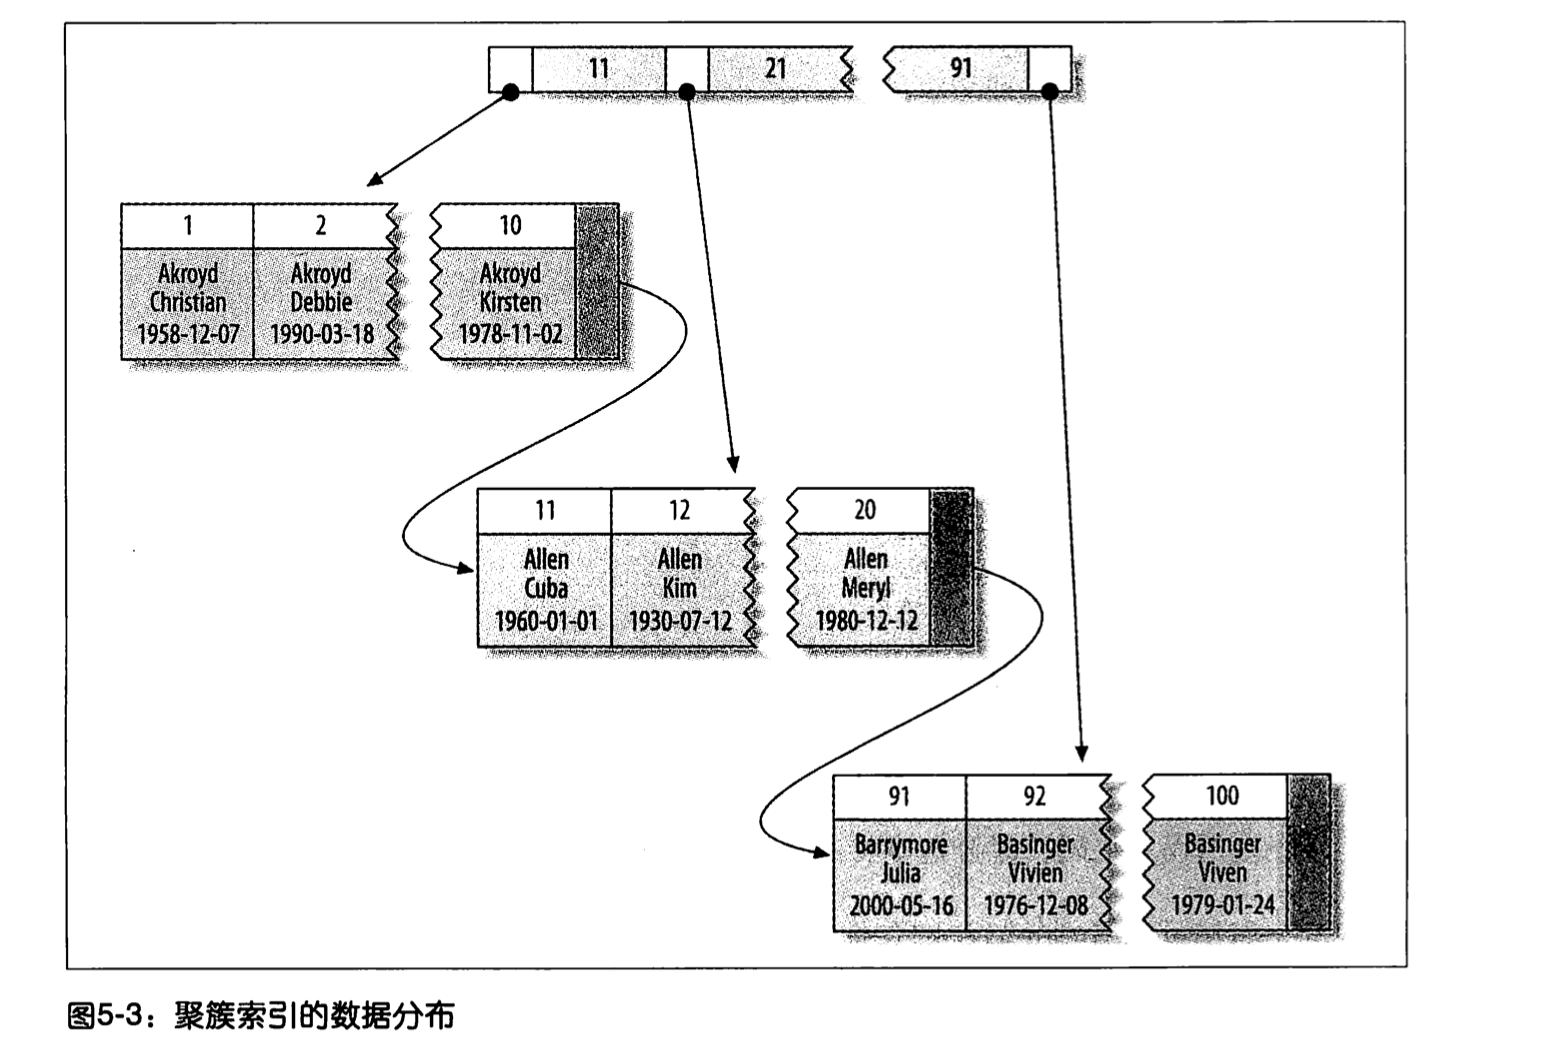 11 21 91
1 2 10
Akroyd Akroyd Akroyd
Christian Debbie Kirsten
1958-12-07 1990-03-18 1978-11-02
11 12 20
Allen Allen Allen
Cuba Kim Meryl
1960-01-01 1930-07-12 1980-12-12
91 92 100
Barrymore Basinger Basinger
Julia Vivien Viven
2000-05-16 1976-12-08 1979-01-24
图5-3：聚簇索引的数据分布